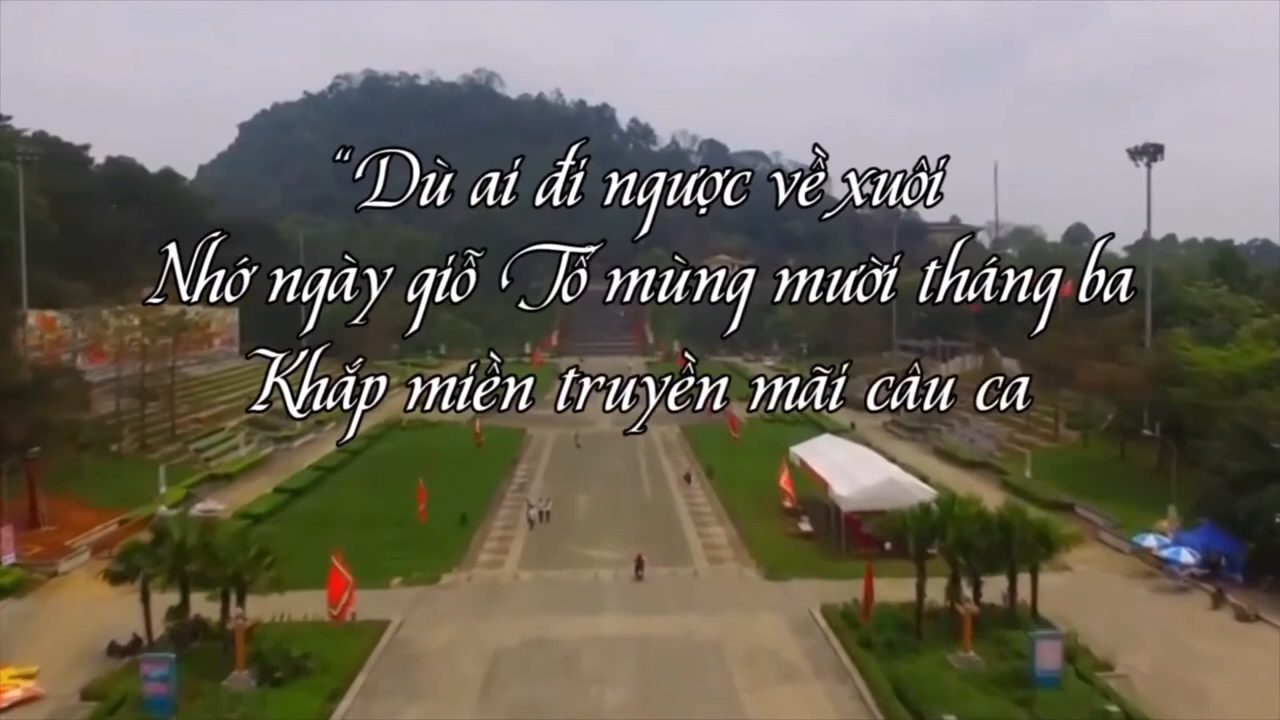 “Dù ai đi ngược về xuôi
Nhớ ngày giỗ Tổ mùng mười tháng ba
Khắp miền truyền mãi câu ca